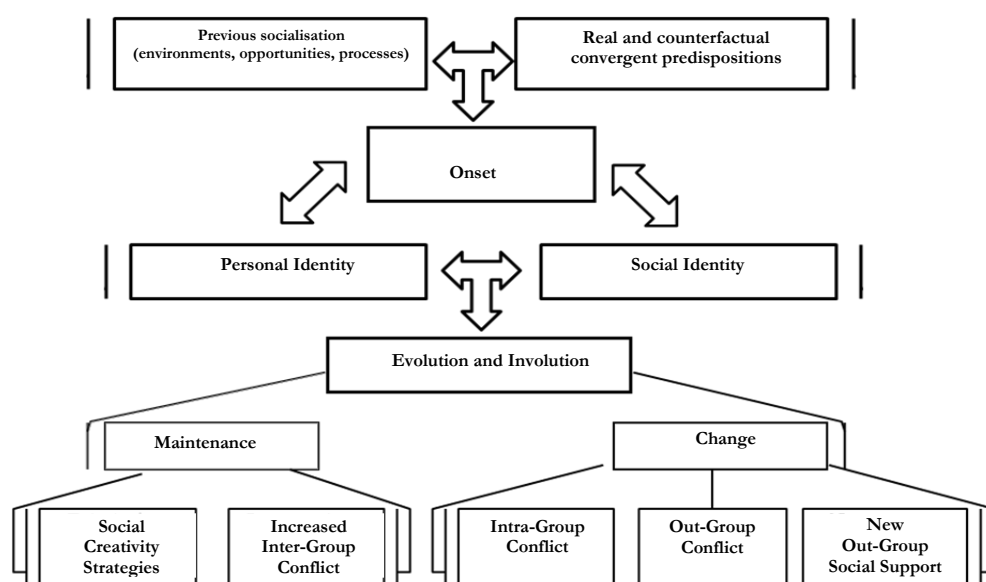 Previous socialisation
(environments, opportunities, processes)
Real and counterfactual
convergent predispositions
Onset
Personal Identity
Social Identity
Evolution and Involution
Maintenance
Change
Social
Creativity
Strategies
Increased
Inter-Group
Conflict
Intra-Group
Conflict
Out-Group
Conflict
New
Out-Group
Social Support